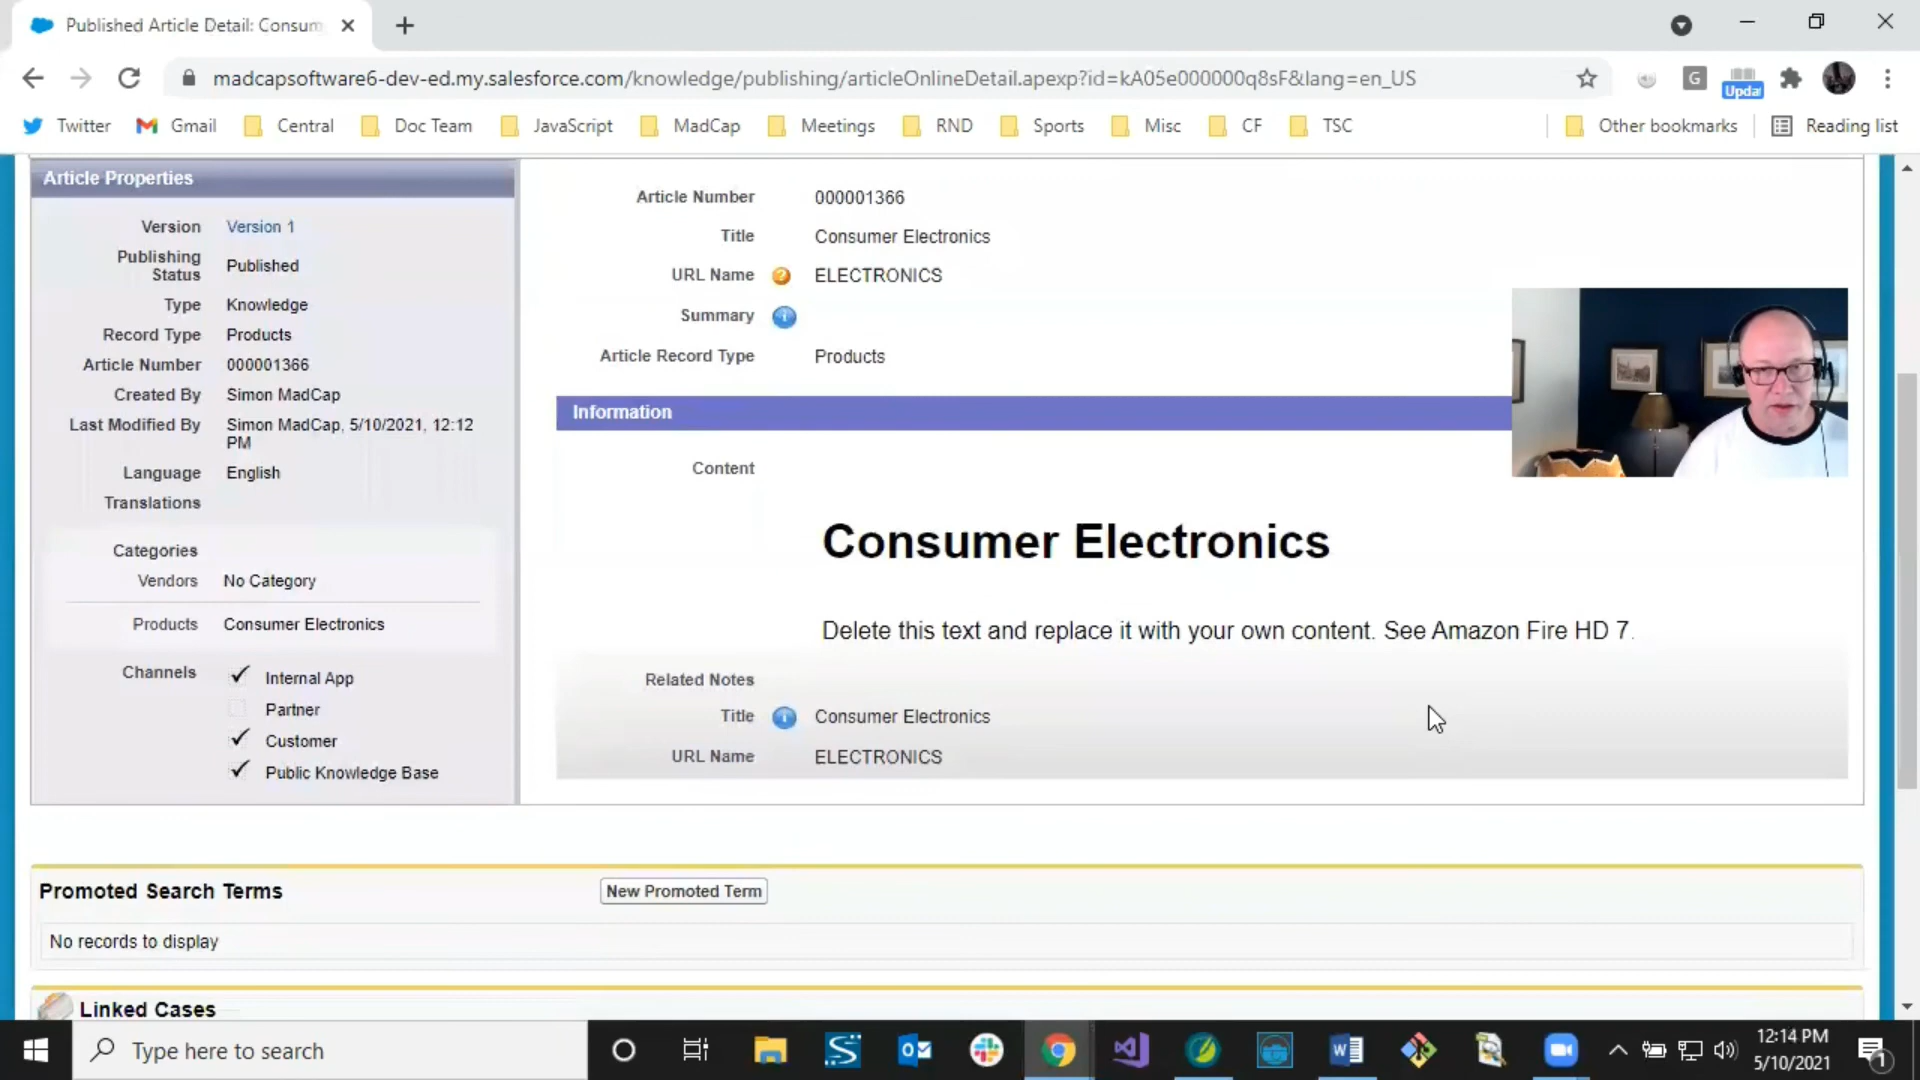 Published Article Detail: Consum
madcapsoftware6-dev-ed.my.salesforce.com/knowledge/publishing/articleOnlineDetail.apexp?id=kA05e000000q8sF&lang=en_US
G
Updat
Twitter Gmail Central Doc Team JavaScript MadCap Meetings RND Sports Misc CF TSC Other bookmarks Reading list
Article Properties
Version Version 1
Publishing Status Published
Type Knowledge
Record Type Products
Article Number 000001366
Created By Simon MadCap
Last Modified By Simon MadCap, 5/10/2021, 12:12
PM
Language English
Translations
Categories
Vendors No Category
Products Consumer Electronics
Channels Internal App
Partner
Customer
Public Knowledge Base
Article Number 000001366
Title Consumer Electronics
URL Name ELECTRONICS
Summary
Article Record Type Products
Information
Content
Consumer Electronics
Delete this text and replace it with your own content. See Amazon Fire HD 7.
Related Notes
Title Consumer Electronics
URL Name ELECTRONICS
Promoted Search Terms New Promoted Term
No records to display
Linked Cases
Type here to search
12:14 PM
5/10/2021
1